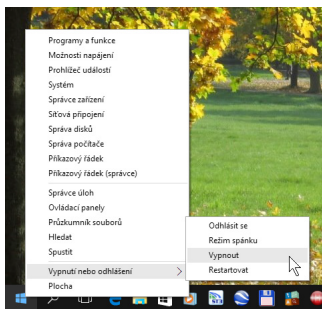 Programy a funkce
Možnosti napájení
Prohlížeč událostí
Systém
Správce zařízení
Síťová připojení
Správa disků
Správa počítače
Příkazový řádek
Příkazový řádek (správce)
Správce úloh
Ovládací panely
Průzkumník souborů
Hledat
Spustit
Vypnutí nebo odhlášení
Plocha
Odhlásit se
Režim spánku
Vypnout
Restartovat